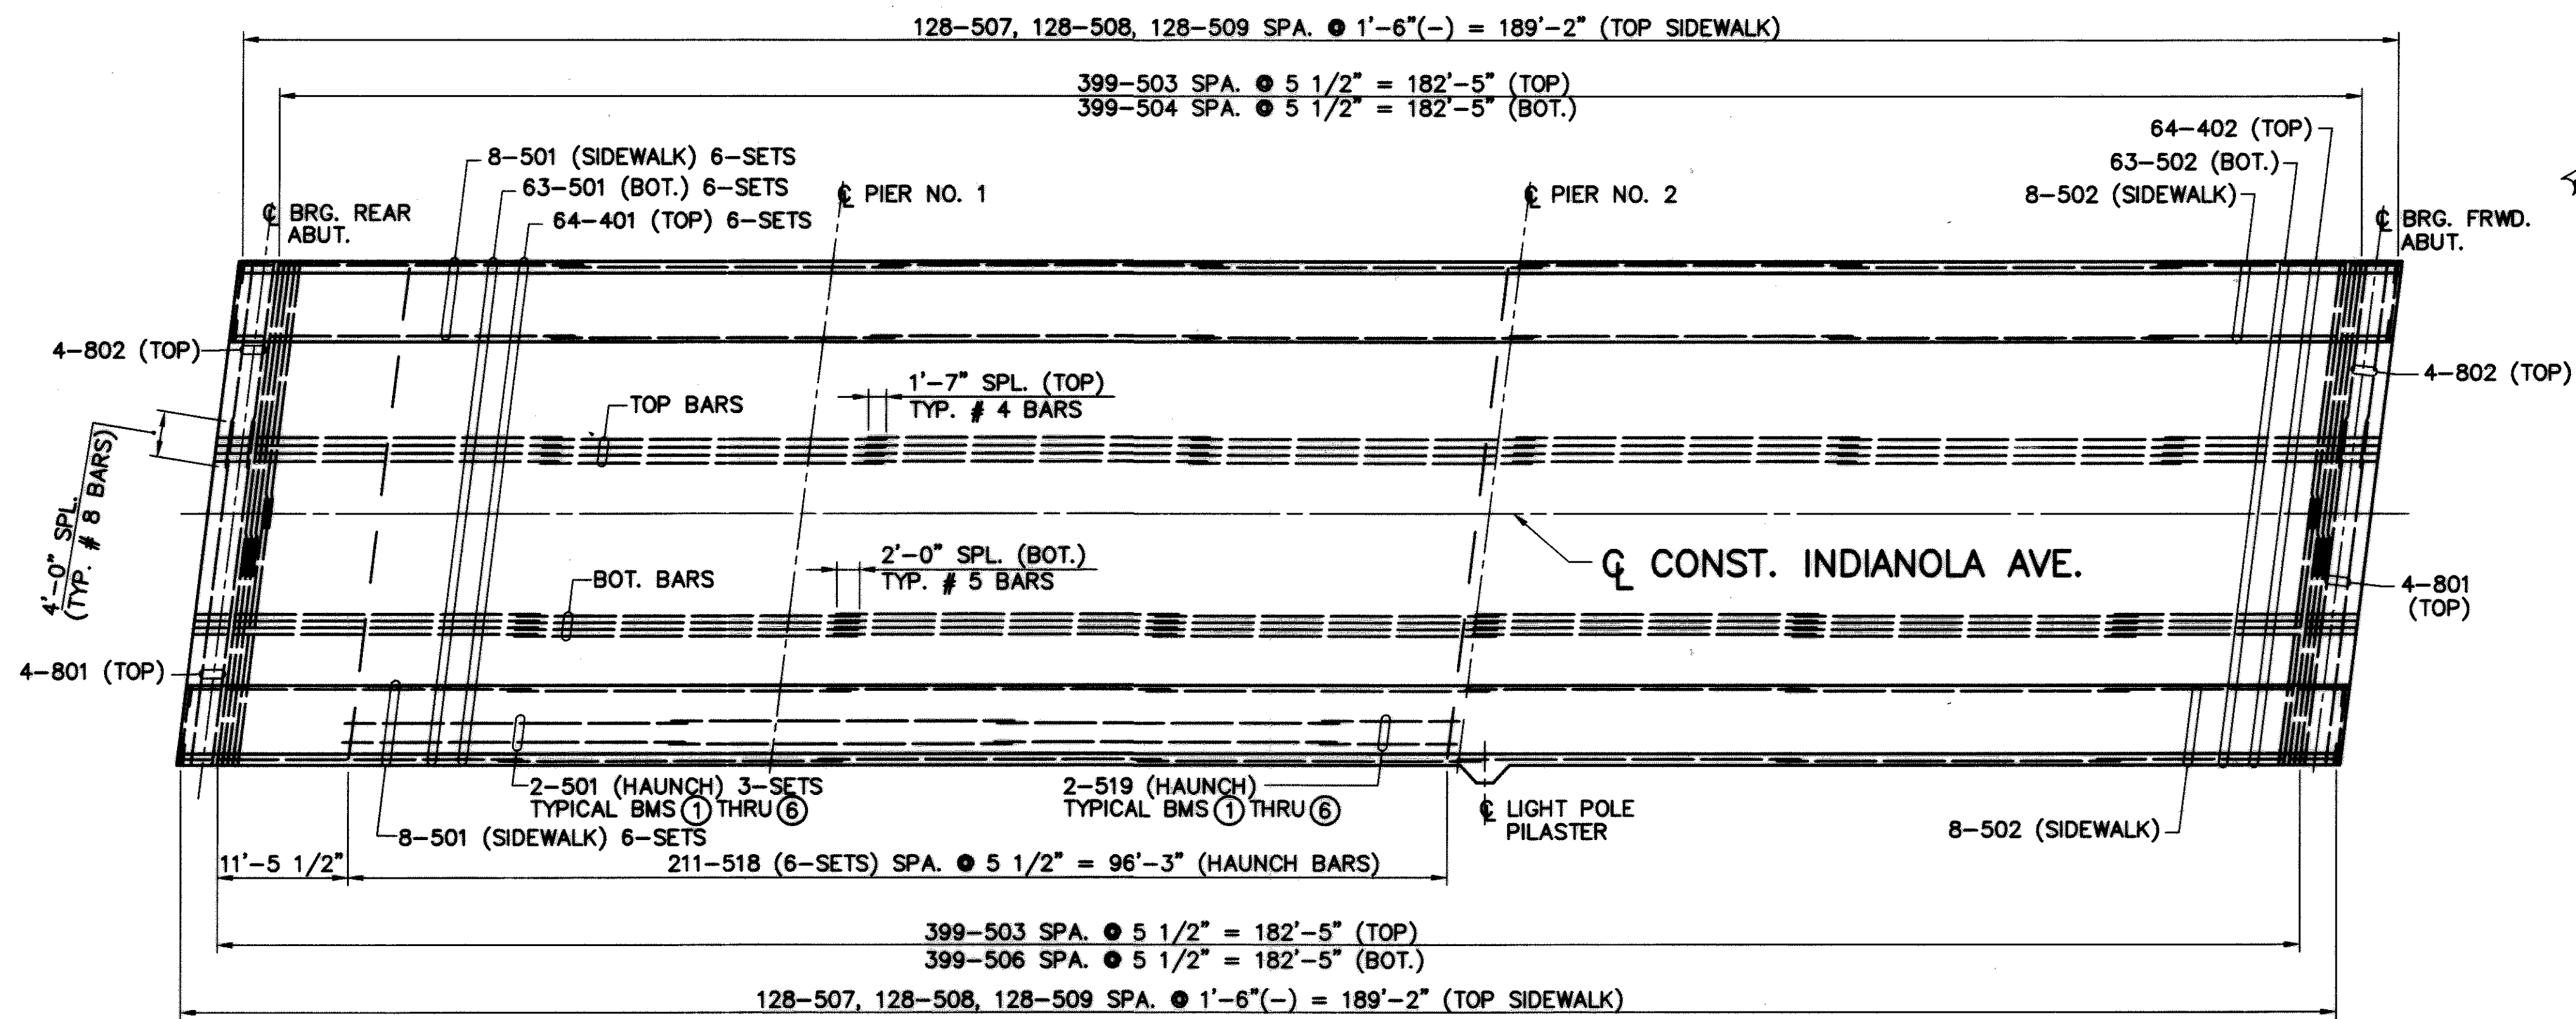 128-507, 128-508, 128-509 SPA. @ 1'-6"(-) = 189'-2" (TOP SIDEWALK)
399-503 SPA. @ 5 1/2" = 182'-5" (TOP)
399-504 SPA. @ 5 1/2" = 182'-5" (BOT.)
64-402 (TOP)
8-501 (SIDEWALK) 6-SETS
63-502 (BOT.)
63-501 (BOT.) 6-SETS
℄ PIER NO. 1
℄ PIER NO. 2
8-502 (SIDEWALK)
℄ BRG. REAR
ABUT.
64-401 (TOP) 6-SETS
℄ BRG. FRWD.
ABUT.
4-802 (TOP)
4-802 (TOP)
1'-7" SPL. (TOP)
TYP. # 4 BARS
TOP BARS
4'-0" SPL.
(TYP. # 8 BARS)
2'-0" SPL. (BOT.)
TYP. # 5 BARS
℄ CONST. INDIANOLA AVE.
BOT. BARS
4-801
(TOP)
4-801 (TOP)
2-501 (HAUNCH) 3-SETS
TYPICAL BMS 1 THRU 6
2-519 (HAUNCH)
TYPICAL BMS 1 THRU 6
℄ LIGHT POLE
PILASTER
8-501 (SIDEWALK) 6-SETS
8-502 (SIDEWALK)
11'-5 1/2"
211-518 (6-SETS) SPA. @ 5 1/2" = 96'-3" (HAUNCH BARS)
399-503 SPA. @ 5 1/2" = 182'-5" (TOP)
399-506 SPA. @ 5 1/2" = 182'-5" (BOT.)
128-507, 128-508, 128-509 SPA. @ 1'-6"(-) = 189'-2" (TOP SIDEWALK)